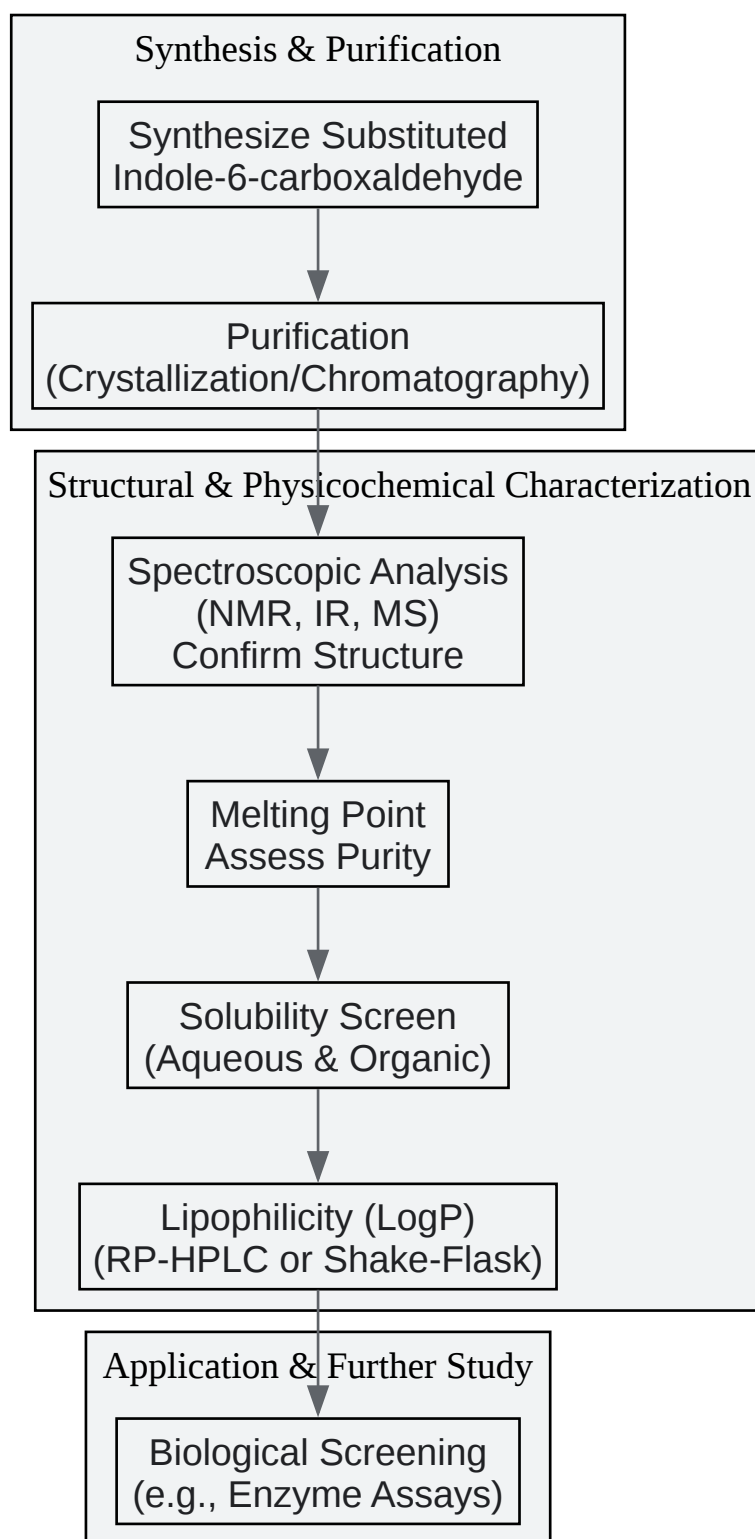 Synthesis & Purification
Synthesize Substituted
Indole-6-carboxaldehyde
Purification
(Crystallization/Chromatography)
Structural & Physicochemical Characterization
Spectroscopic Analysis
(NMR, IR, MS)
Confirm Structure
Melting Point
Assess Purity
Solubility Screen
(Aqueous & Organic)
Lipophilicity (LogP)
(RP-HPLC or Shake-Flask)
Application & Further Study
Biological Screening
(e.g., Enzyme Assays)